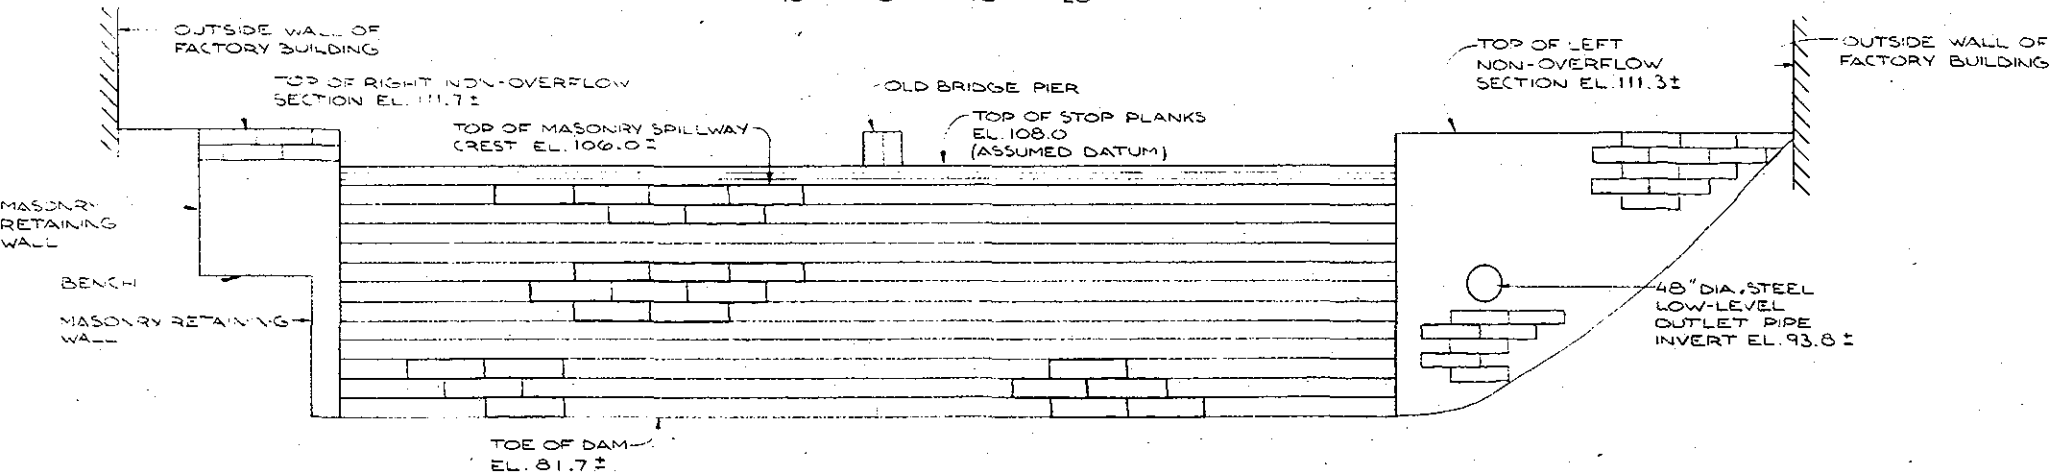 OUTSIDE WALL OF
FACTORY BUILDING
TOP OF RIGHT NON-OVERFLOW
SECTION EL. 111.7±
TOP OF MASONRY SPILLWAY
CREST EL. 106.0±
OLD BRIDGE PIER
TOP OF STOP PLANKS
EL. 108.0
(ASSUMED DATUM)
TOP OF LEFT
NON-OVERFLOW
SECTION EL. 111.3±
OUTSIDE WALL OF
FACTORY BUILDING
MASONRY
RETAINING
WALL
BENCH
MASONRY RETAINING
WALL
48" DIA. STEEL
LOW-LEVEL
OUTLET PIPE
INVERT EL. 93.8±
TOE OF DAM
EL. 81.7±